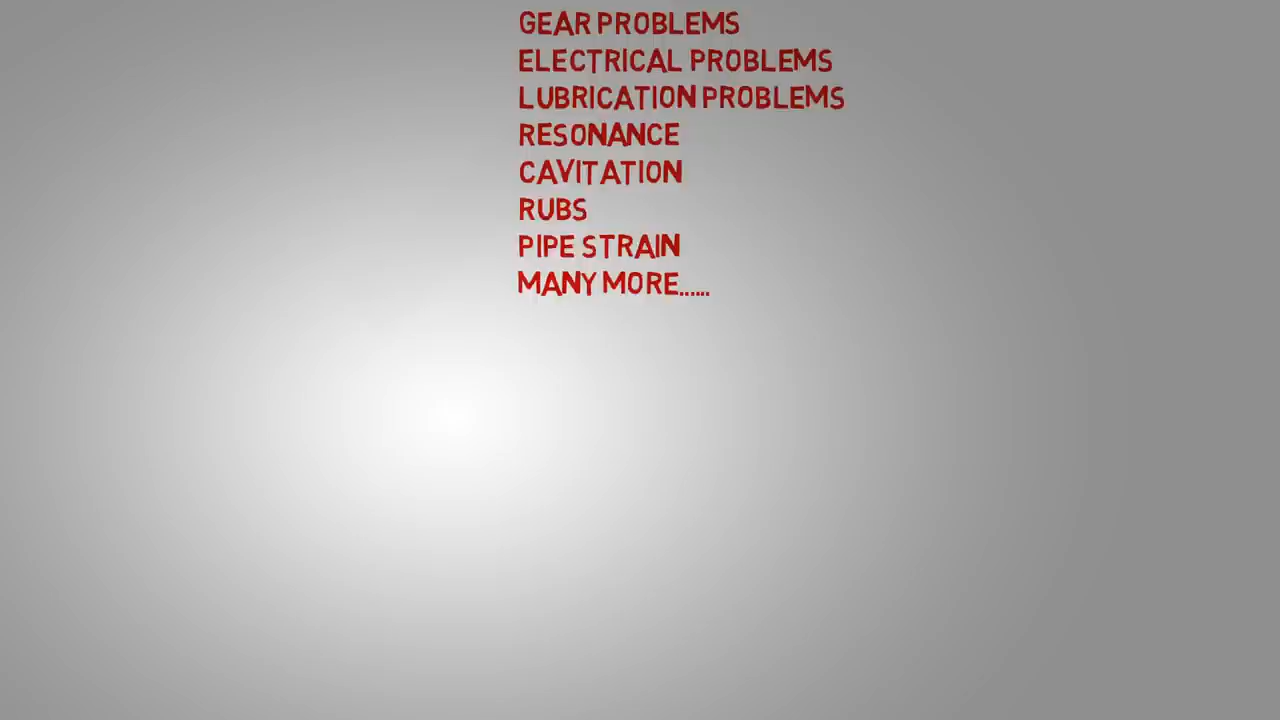 GEAR PROBLEMS
ELECTRICAL PROBLEMS
LUBRICATION PROBLEMS
RESONANCE
CAVITATION
RUBS
PIPE STRAIN
MANY MORE......